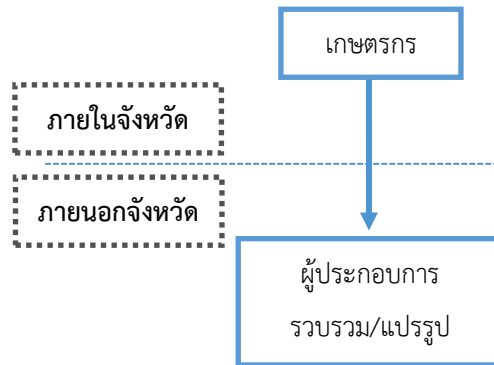 เกษตรกร
ภายในจังหวัด
ภายนอกจังหวัด
ผู้ประกอบการ
รวบรวม/แปรรูป